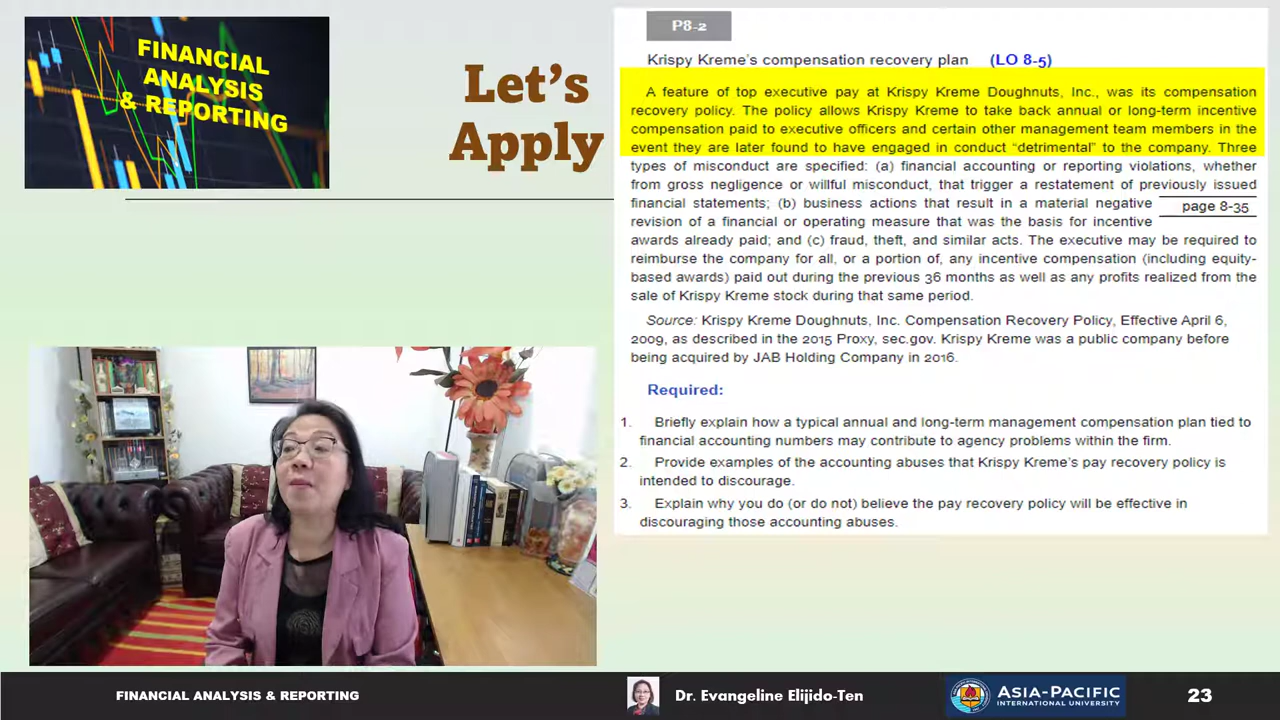 FINANCIAL
ANALYSIS
& REPORTING
Let's
Apply
P8-2
Krispy Kreme's compensation recovery plan (LO 8-5)
A feature of top executive pay at Krispy Kreme Doughnuts, Inc., was its compensation
recovery policy. The policy allows Krispy Kreme to take back annual or long-term incentive
compensation paid to executive officers and certain other management team members in the
event they are later found to have engaged in conduct “detrimental” to the company. Three
types of misconduct are specified: (a) financial accounting or reporting violations, whether
from gross negligence or willful misconduct, that trigger a restatement of previously issued
financial statements; (b) business actions that result in a material negative
page 8-35
revision of a financial or operating measure that was the basis for incentive
awards already paid; and (c) fraud, theft, and similar acts. The executive may be required to
reimburse the company for all, or a portion of, any incentive compensation (including equity-
based awards) paid out during the previous 36 months as well as any profits realized from the
sale of Krispy Kreme stock during that same period.
Source: Krispy Kreme Doughnuts, Inc. Compensation Recovery Policy, Effective April 6,
2009, as described in the 2015 Proxy, sec.gov. Krispy Kreme was a public company before
being acquired by JAB Holding Company in 2016.
Required:
1. Briefly explain how a typical annual and long-term management compensation plan tied to
financial accounting numbers may contribute to agency problems within the firm.
2. Provide examples of the accounting abuses that Krispy Kreme's pay recovery policy is
intended to discourage.
3. Explain why you do (or do not) believe the pay recovery policy will be effective in
discouraging those accounting abuses.
FINANCIAL ANALYSIS & REPORTING
Dr. Evangeline Elijido-Ten
ASIA-PACIFIC
INTERNATIONAL UNIVERSITY
23